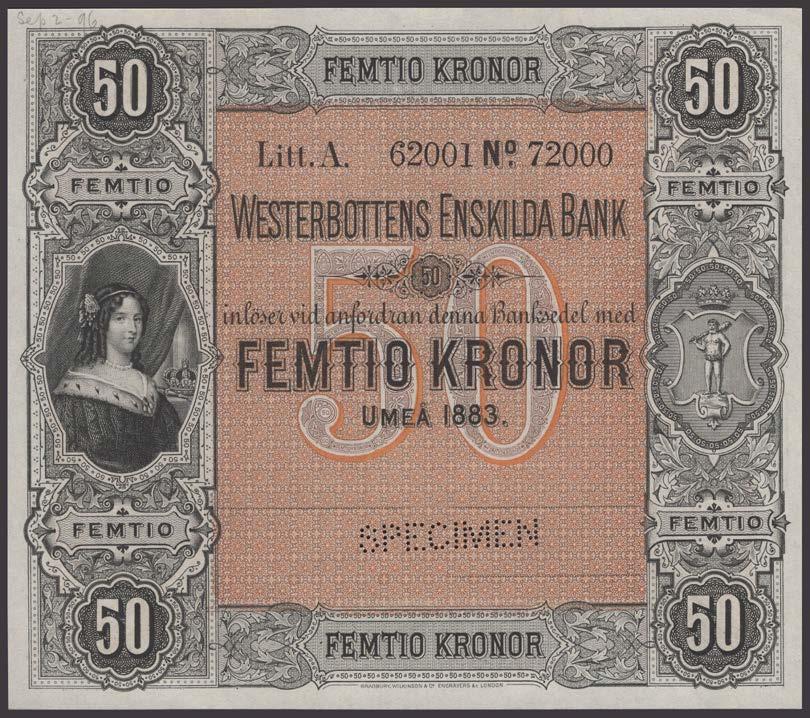 Sep 2-96
50 FEMTIO KRONOR 50
Litt. A. 62001 No. 72000
FEMTIO FEMTIO
WESTERBOTTENS ENSKILDA BANK
50
50
inlöser vid anfordran denna Banksedel med
FEMTIO KRONOR
UMEÅ 1883.
FEMTIO FEMTIO
SPECIMEN
50 FEMTIO KRONOR 50
BRADBURY, WILKINSON & Co ENGRAVERS &c LONDON